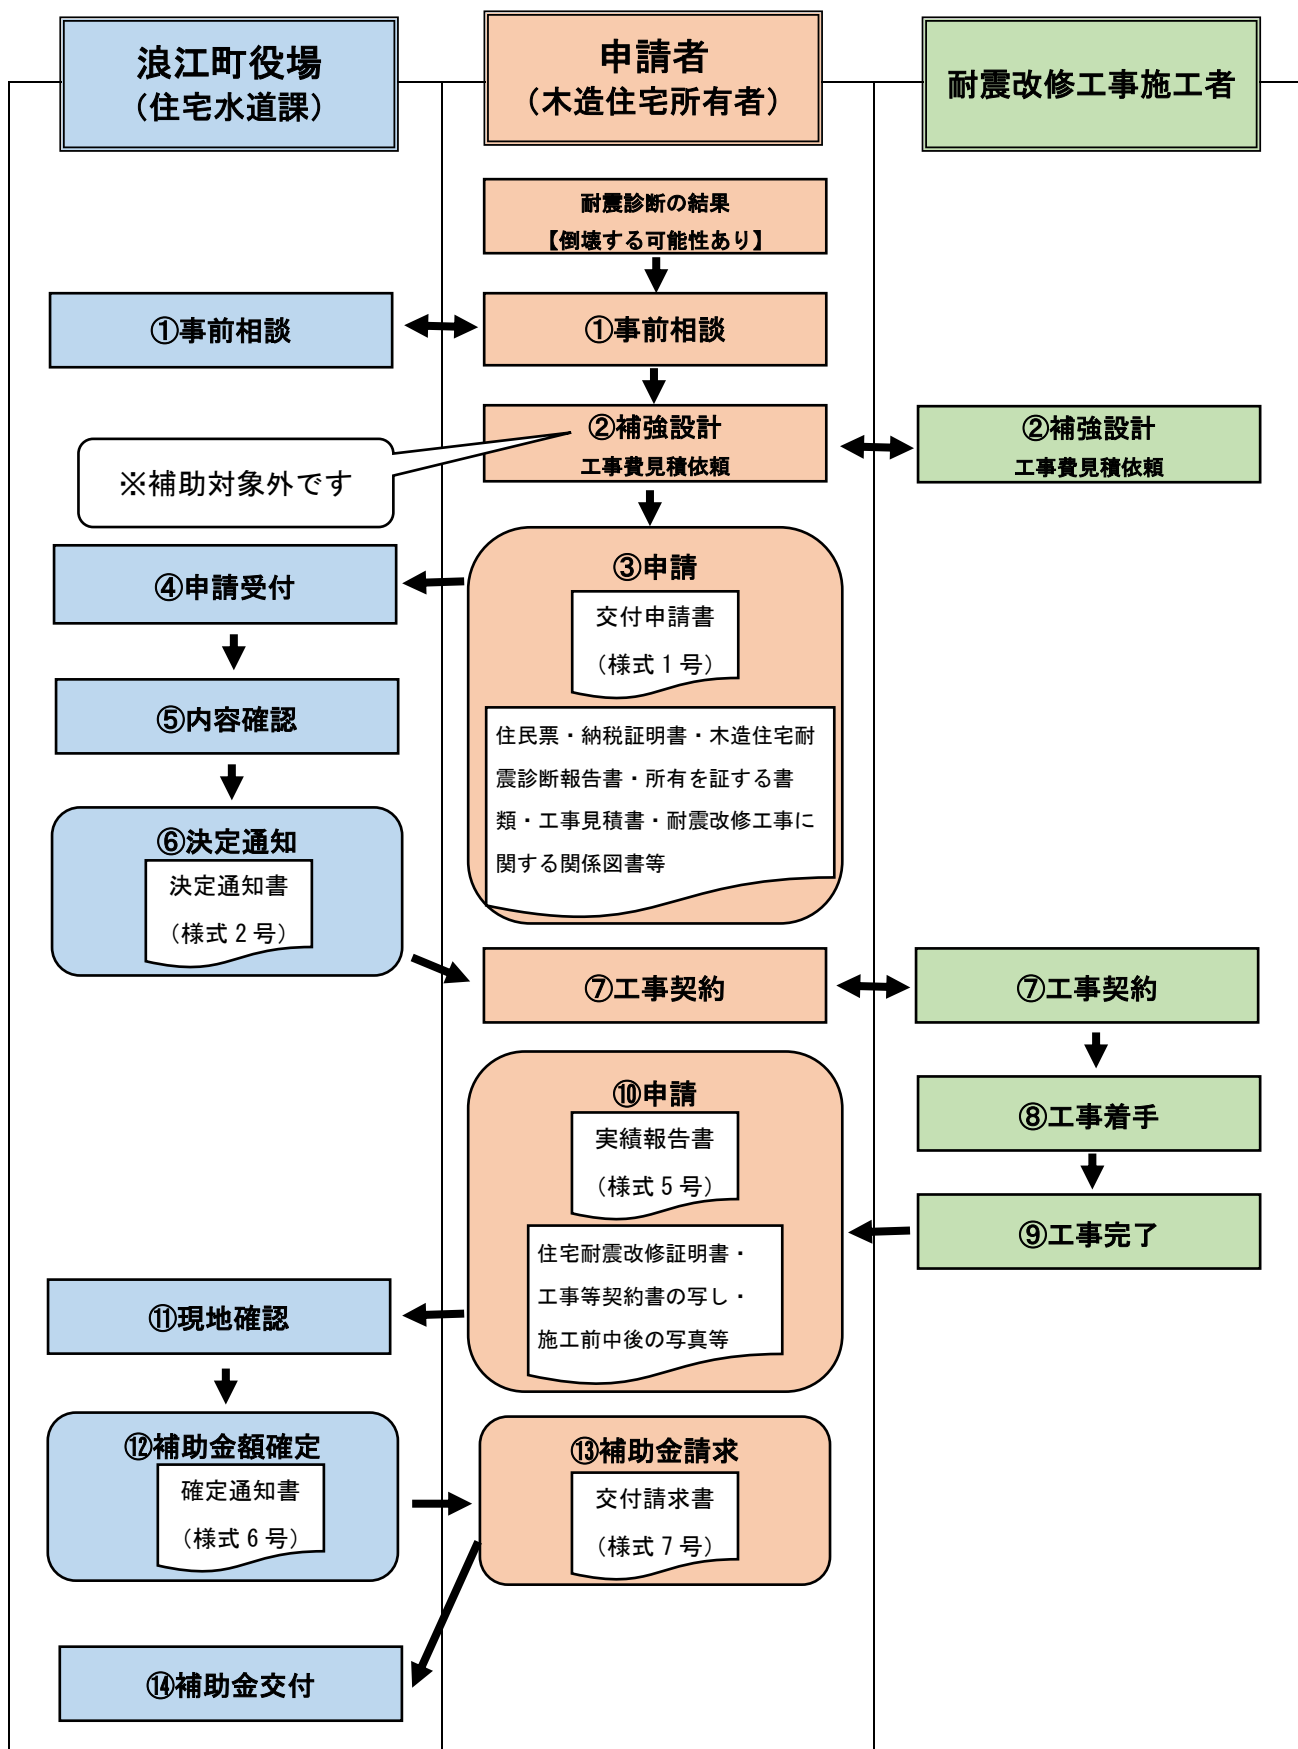 浪江町役場
（住宅水道課）
申請者
（木造住宅所有者）
耐震改修工事施工者
耐震診断の結果
【倒壊する可能性あり】
①事前相談
①事前相談
②補強設計
工事費見積依頼
②補強設計
工事費見積依頼
※補助対象外です
③申請
交付申請書
（様式1号）
住民票・納税証明書・木造住宅耐
震診断報告書・所有を証する書
類・工事見積書・耐震改修工事に
関する関係図書等
④申請受付
⑤内容確認
⑥決定通知
決定通知書
（様式2号）
⑦工事契約
⑦工事契約
⑧工事着手
⑨工事完了
⑩申請
実績報告書
（様式5号）
住宅耐震改修証明書・
工事等契約書の写し・
施工前中後の写真等
⑪現地確認
⑫補助金額確定
確定通知書
（様式6号）
⑬補助金請求
交付請求書
（様式7号）
⑭補助金交付